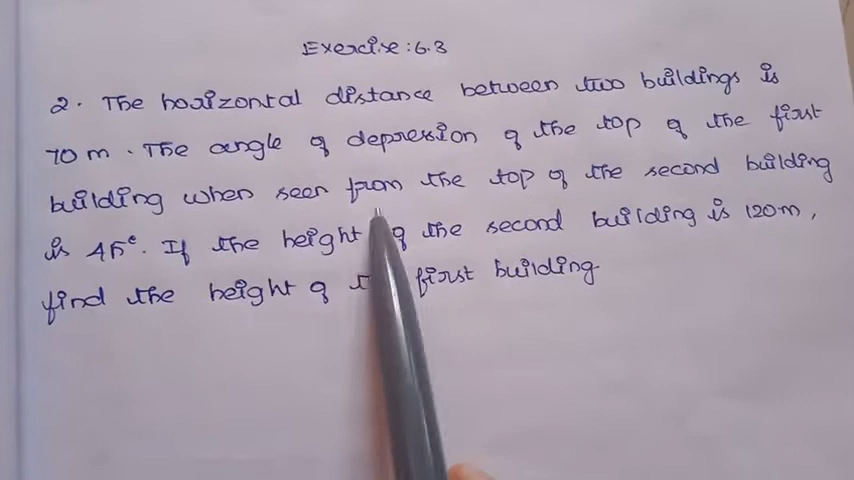 Exercise : 6.3
2. The horizontal distance between two buildings is
70 m. The angle of depression of the top of the first
building when seen from the top of the second building
is 45°. If the height of the second building is 120m,
find the height of first building.